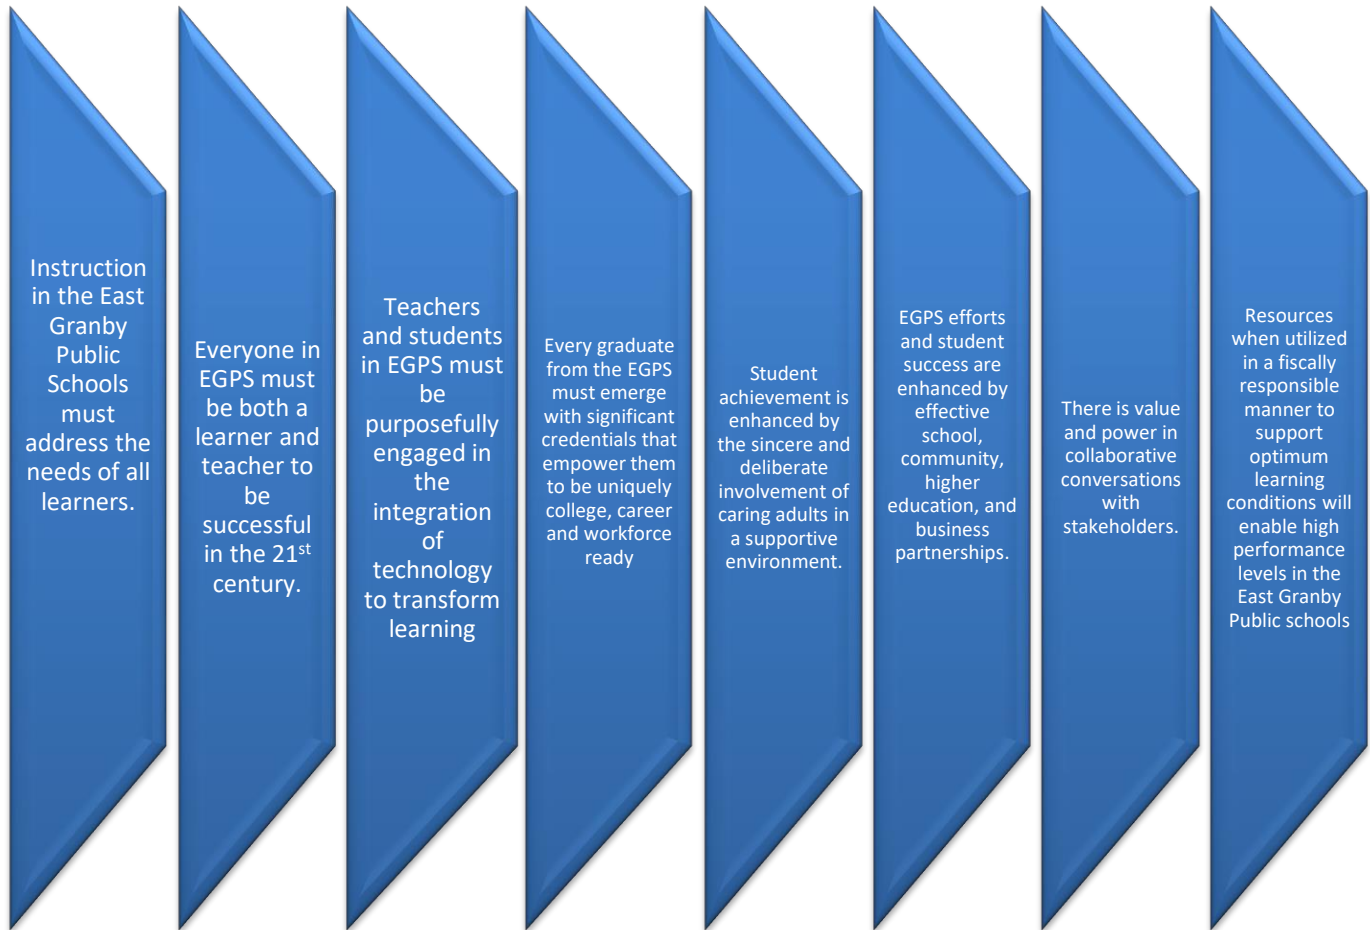 Instruction
in the East
Granby
Public
Schools
must
address the
needs of all
learners.
Everyone in
EGPS must
be both a
learner and
teacher to
be
successful
in the 21st
century.
Teachers
and students
in EGPS must
be
purposefully
engaged in
the
integration
of
technology
to transform
learning
Every graduate
from the EGPS
must emerge
with significant
credentials that
empower them
to be uniquely
college, career
and workforce
ready
Student
achievement is
enhanced by
the sincere and
deliberate
involvement of
caring adults in
a supportive
environment.
EGPS efforts
and student
success are
enhanced by
effective
school,
community,
higher
education, and
business
partnerships.
There is value
and power in
collaborative
conversations
with
stakeholders.
Resources
when utilized
in a fiscally
responsible
manner to
support
optimum
learning
conditions will
enable high
performance
levels in the
East Granby
Public schools